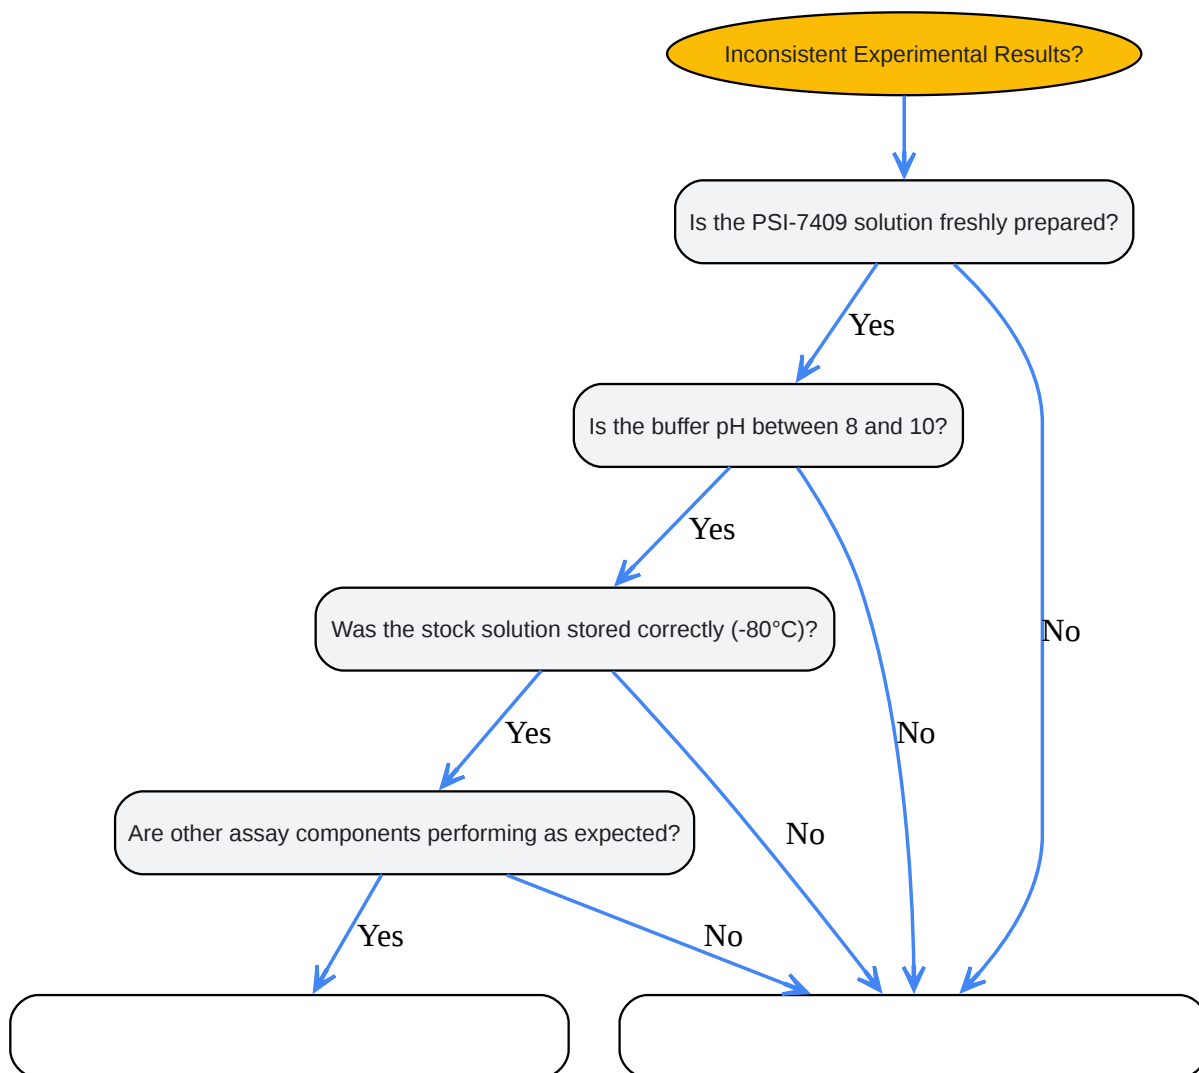 Inconsistent Experimental Results?
Is the PSI-7409 solution freshly prepared?
Yes
Is the buffer pH between 8 and 10?
Yes
Was the stock solution stored correctly (-80°C)?
No
Yes
No
Are other assay components performing as expected?
No
Yes
No